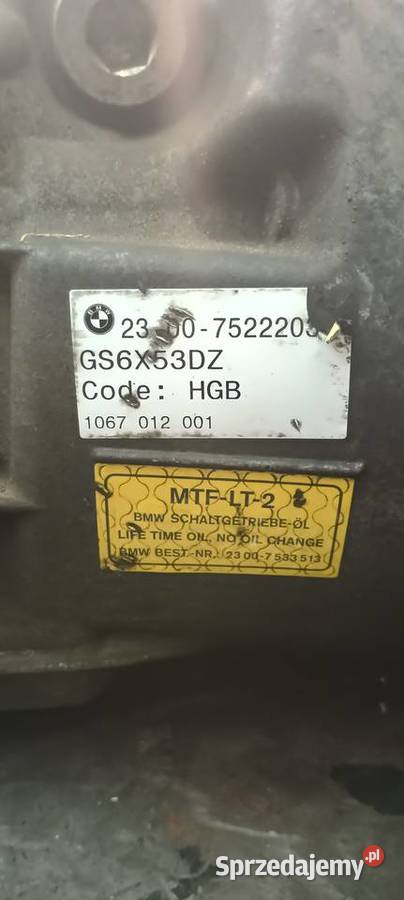 BMW
23 00-7522203
GS6X53DZ
Code: HGB
1067 012 001
MTF-LT-2
BMW SCHALTGETRIEBE-ÖL
LIFE TIME OIL, NO OIL CHANGE
BMW BEST.-NR.: 23 00-7 533 513
Sprzedajemy.pl